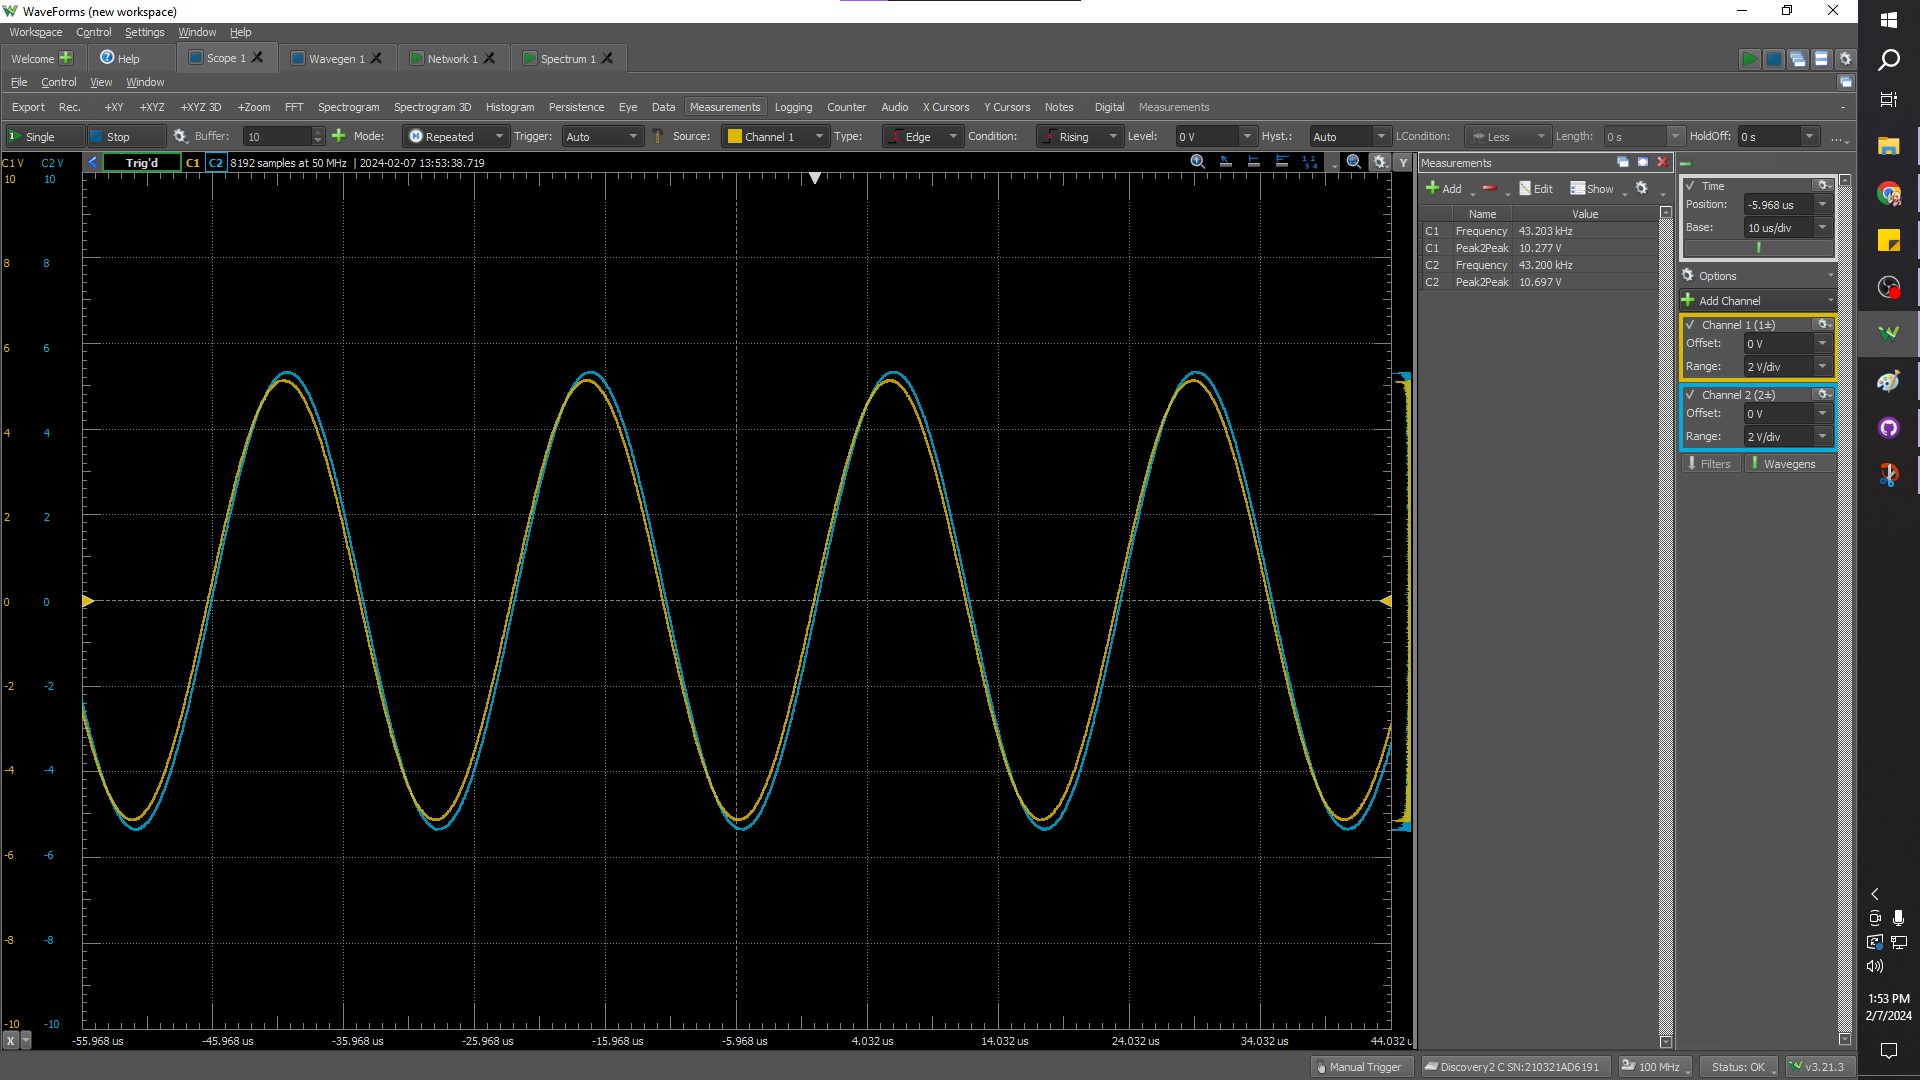 WaveForms (new workspace)
Workspace Control Settings Window Help
Welcome Help Scope 1 Wavegen 1 Network 1 Spectrum 1
File Control View Window
Export Rec. +XY +XYZ +XYZ 3D +Zoom FFT Spectrogram Spectrogram 3D Histogram Persistence Eye Data Measurements Logging Counter Audio X Cursors Y Cursors Notes Digital Measurements -
Single Stop Buffer: 10 Mode: Repeated Trigger: Auto Source: Channel 1 Type: Edge Condition: Rising Level: 0 V Hyst.: Auto LCondition: Less Length: 0 s HoldOff: 0 s ...
C1 V C2 V Trig'd C1 C2 8192 samples at 50 MHz | 2024-02-07 13:53:38.719 Y
10 10
8 8
6 6
4 4
2 2
0 0
-2 -2
-4 -4
-6 -6
-8 -8
-10 -10
X -55.968 us -45.968 us -35.968 us -25.968 us -15.968 us -5.968 us 4.032 us 14.032 us 24.032 us 34.032 us 44.032 u
Measurements
Add Edit Show
Name Value
C1 Frequency 43.203 kHz
C1 Peak2Peak 10.277 V
C2 Frequency 43.200 kHz
C2 Peak2Peak 10.697 V
Time
Position: -5.968 us
Base: 10 us/div
Options
Add Channel
Channel 1 (1±)
Offset: 0 V
Range: 2 V/div
Channel 2 (2±)
Offset: 0 V
Range: 2 V/div
Filters Wavegens
Manual Trigger Discovery2 C SN:210321AD6191 100 MHz Status: OK v3.21.3
1:53 PM
2/7/2024